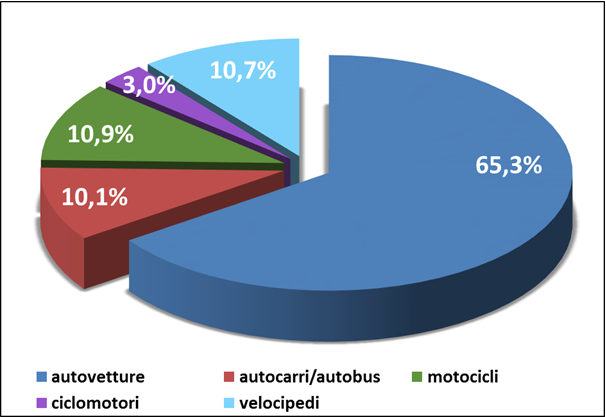 10,7%
3,0%
10,9%
65,3%
10,1%
autovetture autocarri/autobus motocicli
ciclomotori velocipedi